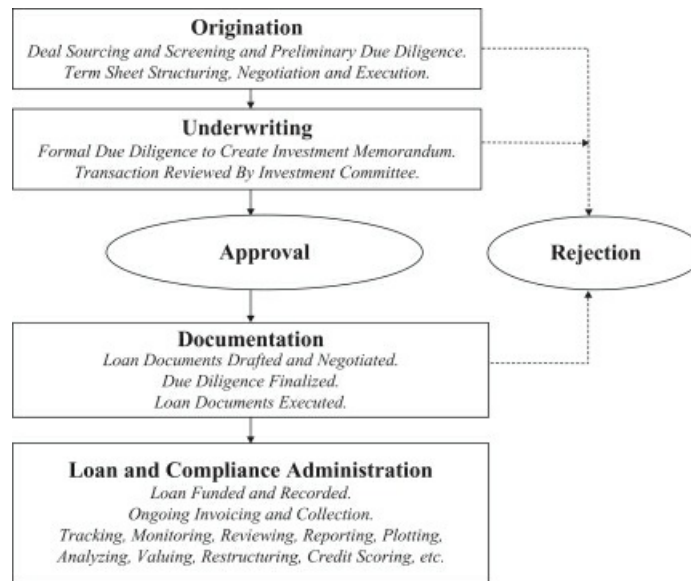 Origination
Deal Sourcing and Screening and Preliminary Due Diligence.
Term Sheet Structuring, Negotiation and Execution.
Underwriting
Formal Due Diligence to Create Investment Memorandum.
Transaction Reviewed By Investment Committee.
Approval
Rejection
Documentation
Loan Documents Drafted and Negotiated.
Due Diligence Finalized.
Loan Documents Executed.
Loan and Compliance Administration
Loan Funded and Recorded.
Ongoing Invoicing and Collection.
Tracking, Monitoring, Reviewing, Reporting, Plotting,
Analyzing, Valuing, Restructuring, Credit Scoring, etc.